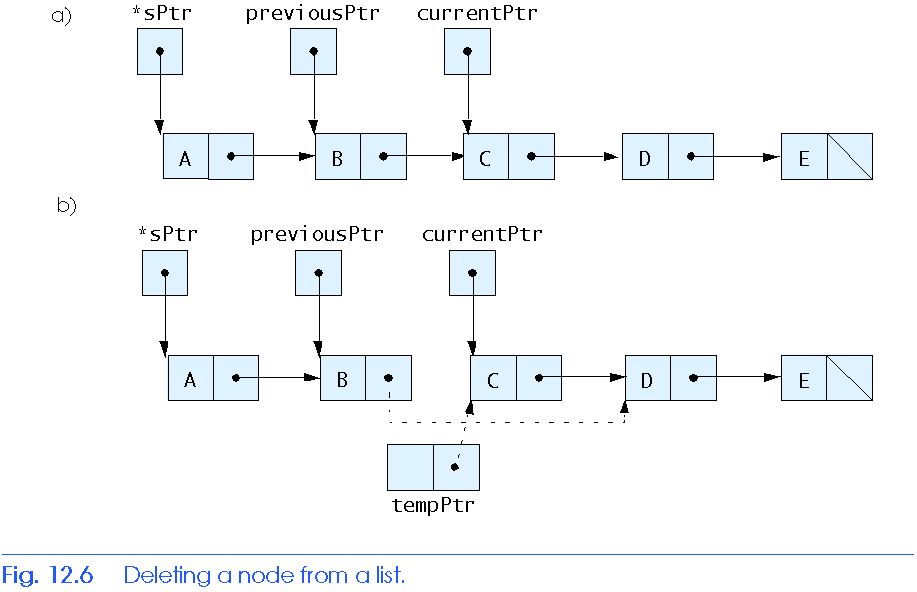 a)
*sPtr previousPtr currentPtr
A B C D E
b)
*sPtr previousPtr currentPtr
A B C D E
tempPtr
Fig. 12.6 Deleting a node from a list.